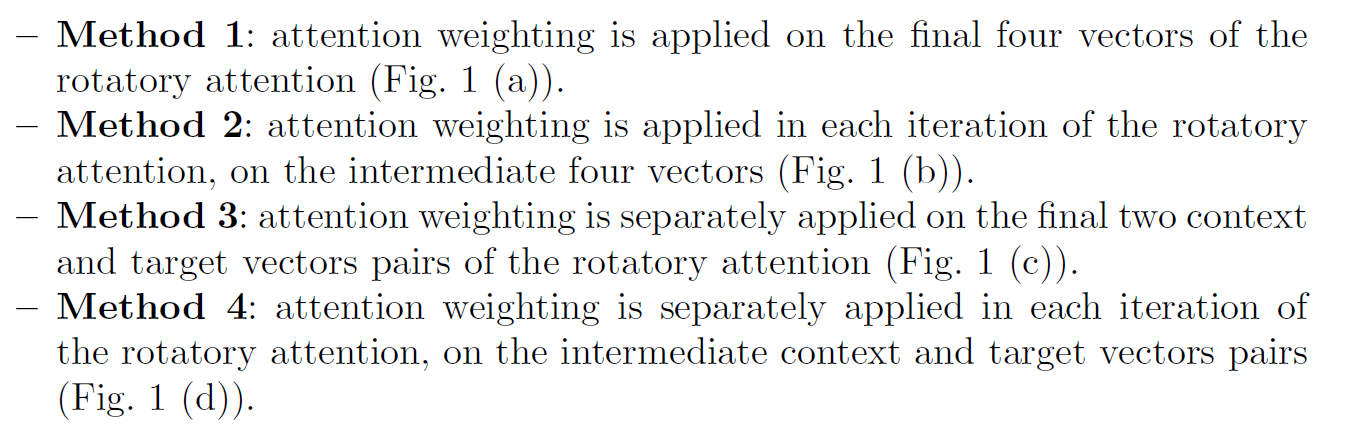 – Method 1: attention weighting is applied on the final four vectors of the
rotatory attention (Fig. 1 (a)).
– Method 2: attention weighting is applied in each iteration of the rotatory
attention, on the intermediate four vectors (Fig. 1 (b)).
– Method 3: attention weighting is separately applied on the final two context
and target vectors pairs of the rotatory attention (Fig. 1 (c)).
– Method 4: attention weighting is separately applied in each iteration of
the rotatory attention, on the intermediate context and target vectors pairs
(Fig. 1 (d)).